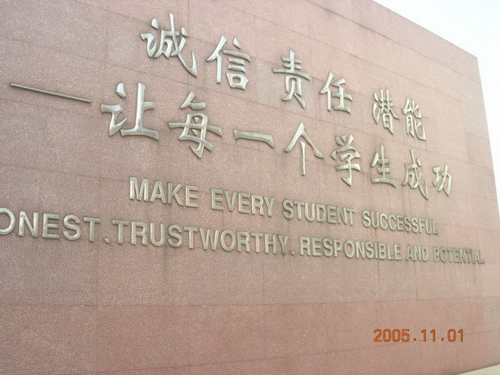 诚信 责任 潜能
——让每一个学生成功
MAKE EVERY STUDENT SUCCESSFUL
ONEST.TRUSTWORTHY.RESPONSIBLE AND POTENTIAL
2005.11.01